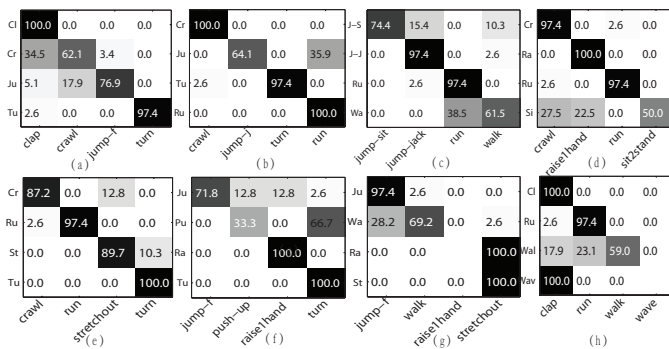 Cl 100.0 0.0 0.0 0.0
Cr 34.5 62.1 3.4 0.0
Ju 5.1 17.9 76.9 0.0
Tu 2.6 0.0 0.0 97.4
clap crawl jump-f turn
(a)
Cr 100.0 0.0 0.0 0.0
Ju 0.0 64.1 0.0 35.9
Tu 2.6 0.0 97.4 0.0
Ru 0.0 0.0 0.0 100.0
crawl jump-j turn run
(b)
J-S 74.4 15.4 0.0 10.3
J-J 0.0 97.4 0.0 2.6
Ru 0.0 2.6 97.4 0.0
Wa 0.0 0.0 38.5 61.5
jump-sit jump-jack run walk
(c)
Cr 97.4 0.0 2.6 0.0
Ra 0.0 100.0 0.0 0.0
Ru 2.6 0.0 97.4 0.0
Si 27.5 22.5 0.0 50.0
crawl raise1hand run sit2stand
(d)
Cr 87.2 0.0 12.8 0.0
Ru 2.6 97.4 0.0 0.0
St 0.0 0.0 89.7 10.3
Tu 0.0 0.0 0.0 100.0
crawl run stretchout turn
(e)
Ju 71.8 12.8 12.8 2.6
Pu 0.0 33.3 0.0 66.7
Ra 0.0 0.0 100.0 0.0
Tu 0.0 0.0 0.0 100.0
jump-f push-up raise1hand turn
(f)
Ju 97.4 2.6 0.0 0.0
Wa 28.2 69.2 0.0 2.6
Ra 0.0 0.0 0.0 100.0
St 0.0 0.0 0.0 100.0
jump-f walk raise1hand stretchout
(g)
Cl 100.0 0.0 0.0 0.0
Ru 2.6 97.4 0.0 0.0
Wal 17.9 23.1 59.0 0.0
Wav 100.0 0.0 0.0 0.0
clap run walk wave
(h)